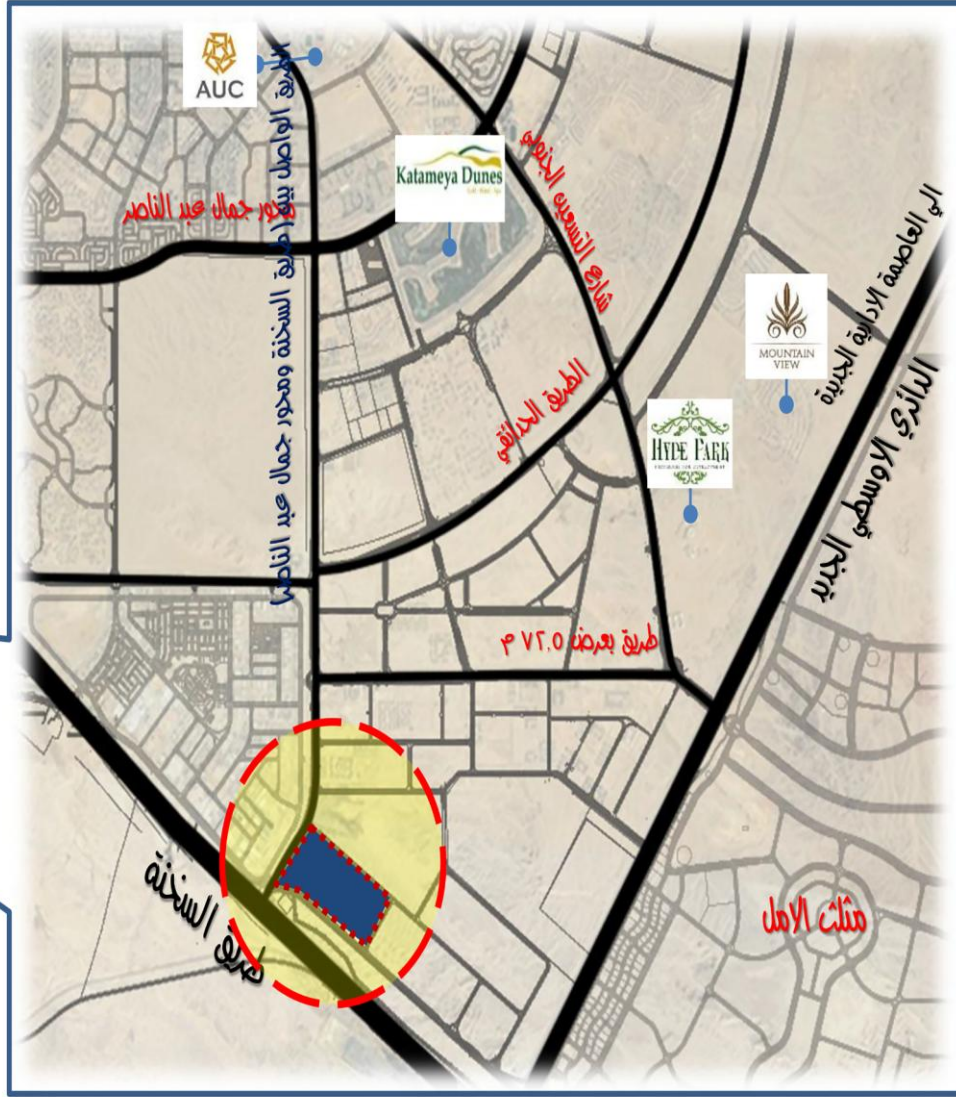 AUC
الطريق الواصل بين طريق السخنة ومحور جمال عبد الناصر
Katameya Dunes
محور جمال عبد الناصر
شارع التسعين الجنوبي
الي العاصمة الادارية الجديدة
MOUNTAIN
VIEW
الدائري الاوسطي الجديد
الطريق الحدائقي
HYDE PARK
طريق بعرض ٧٢.٥ م
طريق السخنة
مثلث الامل